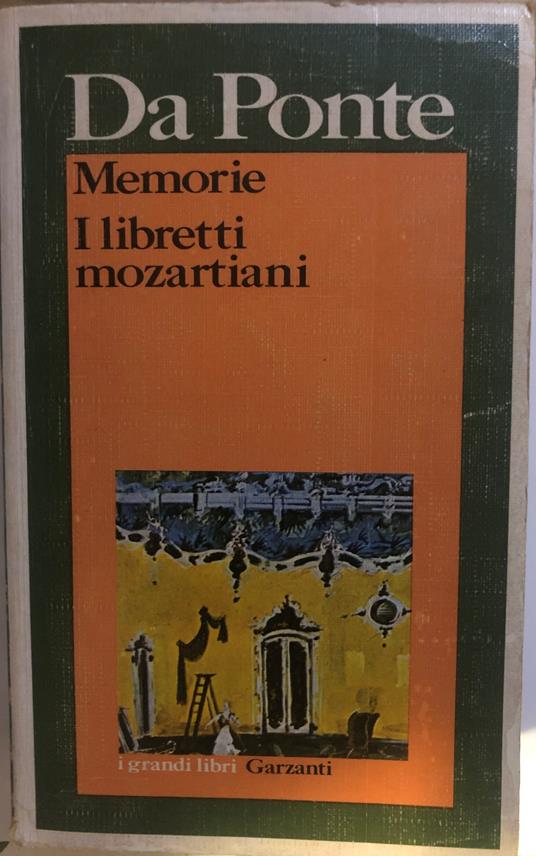 Da Ponte
Memorie
I libretti
mozartiani
i grandi libri Garzanti